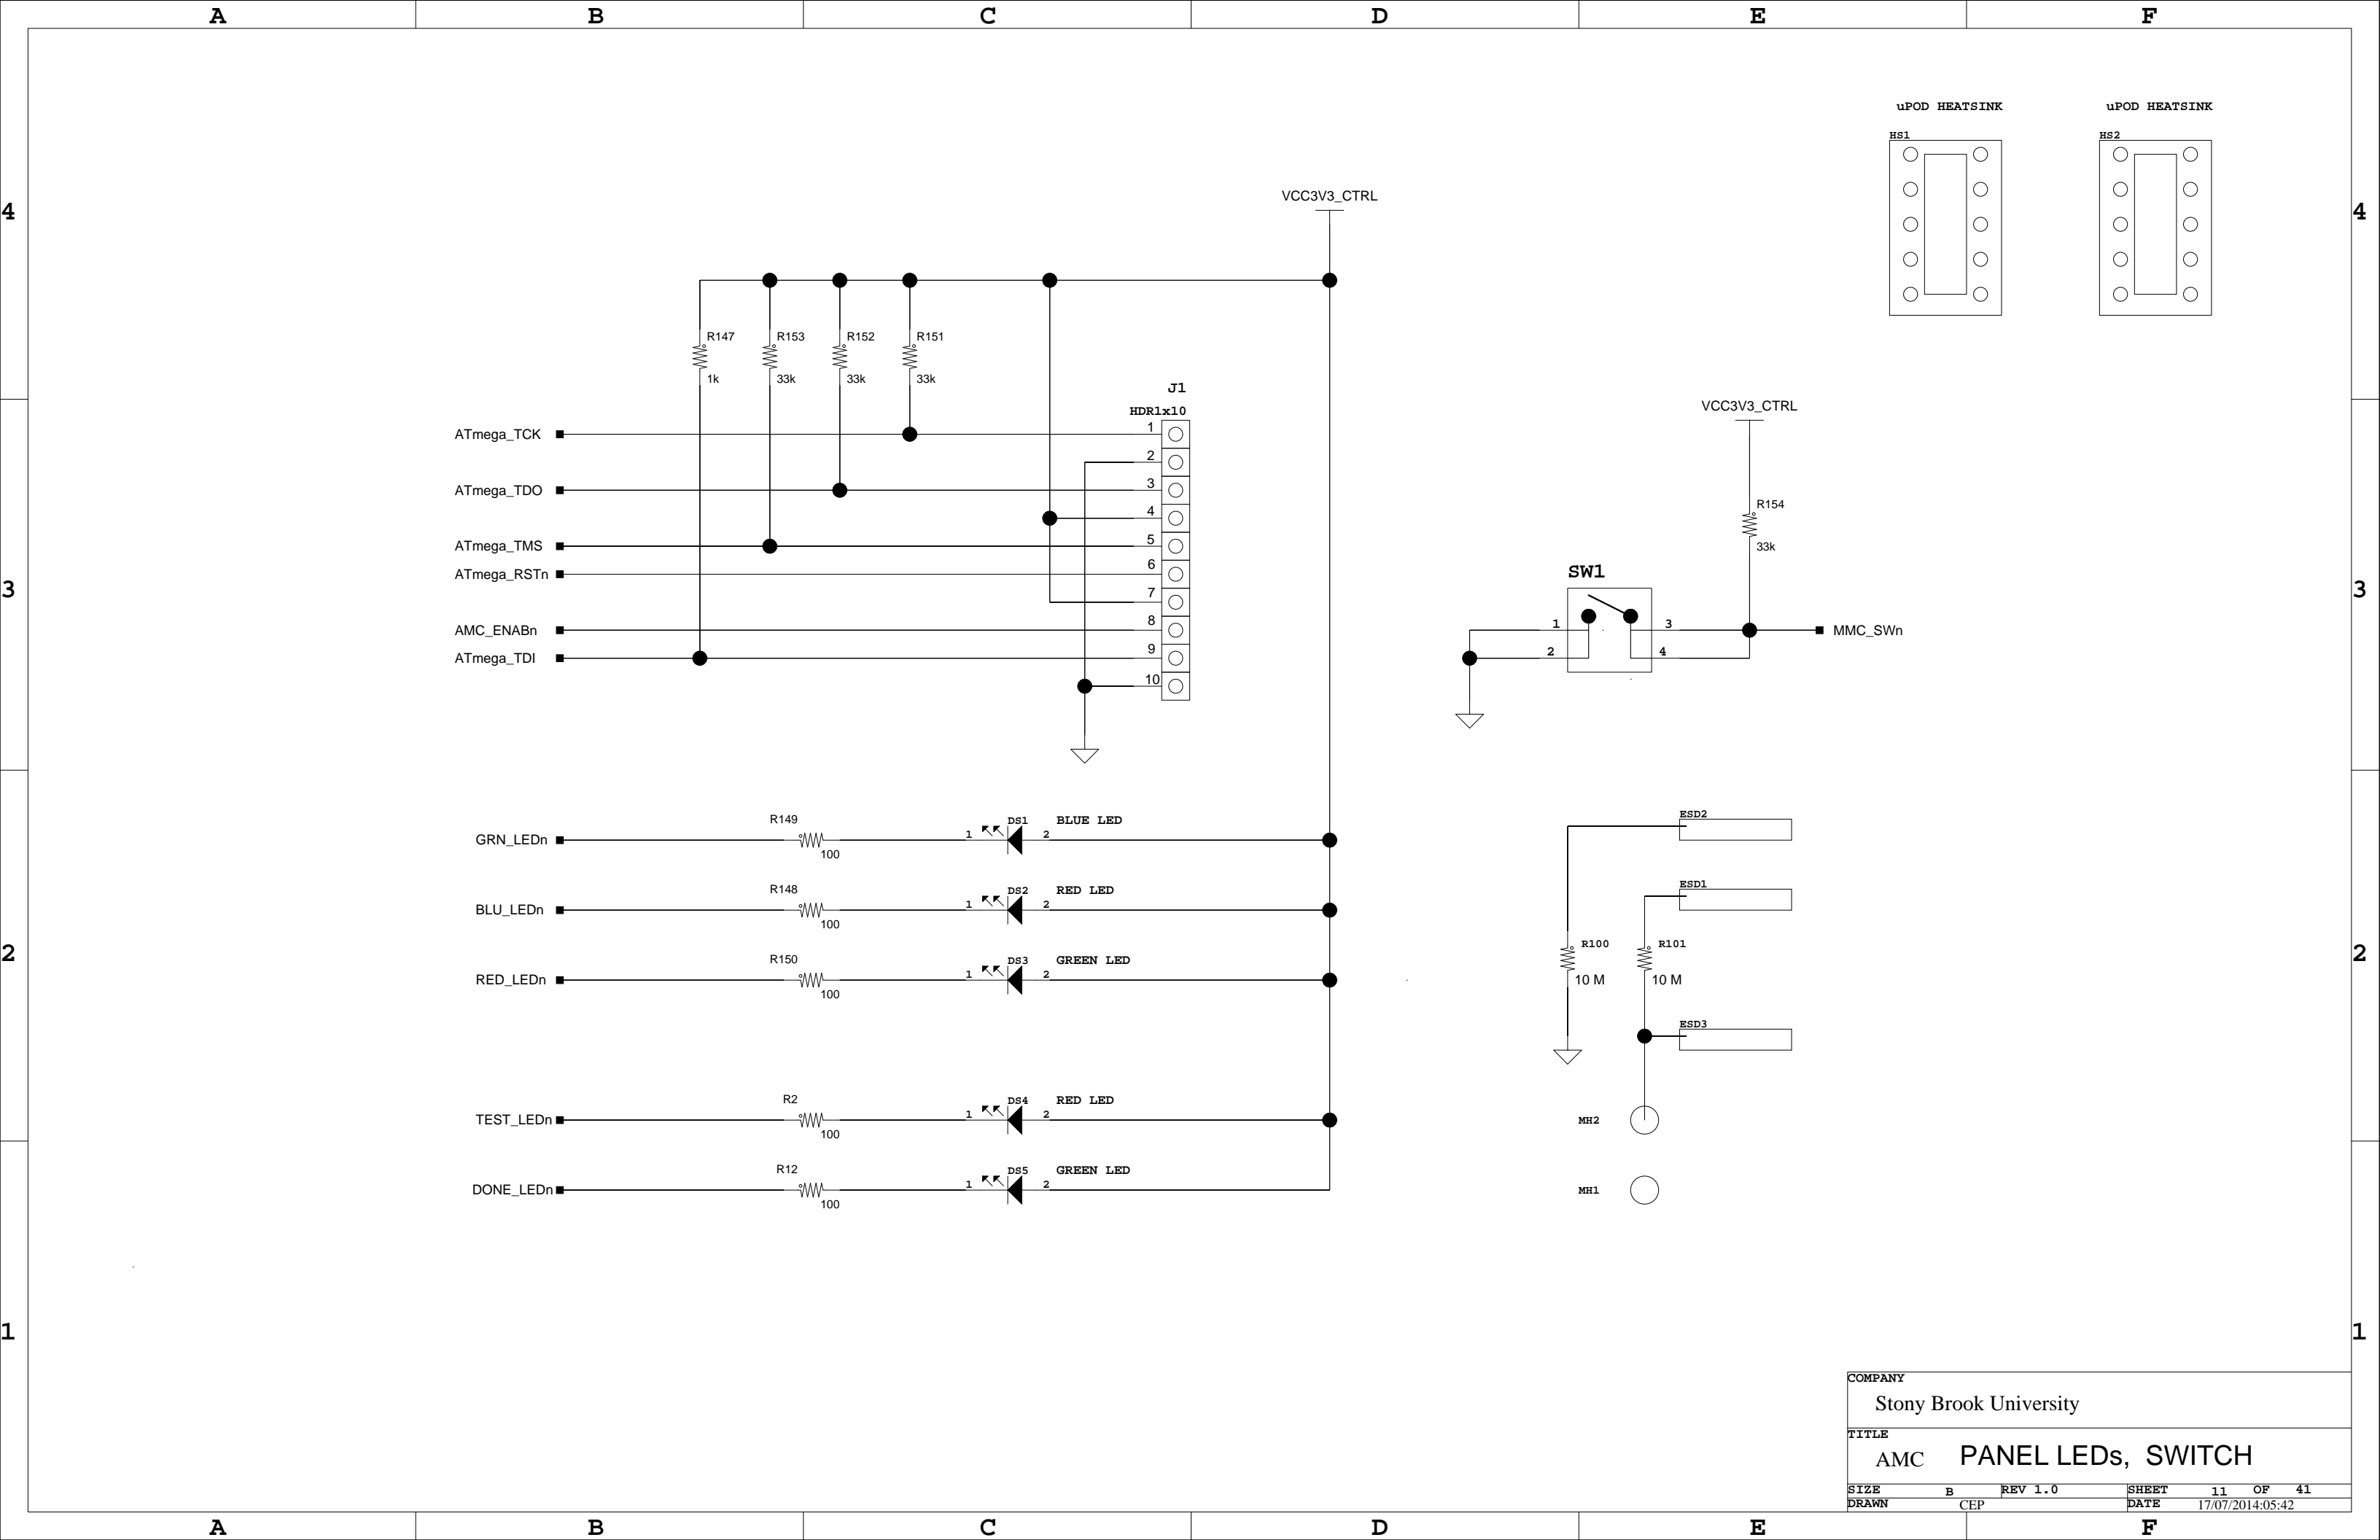 A B C D E F
uPOD HEATSINK uPOD HEATSINK
HS1 HS2
4 4
VCC3V3_CTRL
R147 R153 R152 R151
1k 33k 33k 33k
J1
HDR1x10
VCC3V3_CTRL
ATmega_TCK 1
2
ATmega_TDO 3
R154
4
ATmega_TMS 5
33k
ATmega_RSTn 6
SW1
3 3
7
AMC_ENABn 8
1 3 MMC_SWn
ATmega_TDI 9
2 4
10
R149 DS1 BLUE LED
GRN_LEDn 1 2
100
ESD2
R148 DS2 RED LED
BLU_LEDn 1 2
100
ESD1
R100 R101
2 2
R150 DS3 GREEN LED
RED_LEDn 1 2
100
10 M 10 M
ESD3
R2 DS4 RED LED
TEST_LEDn 1 2
100
MH2
R12 DS5 GREEN LED
DONE_LEDn 1 2
100
MH1
1 1
COMPANY
Stony Brook University
TITLE
AMC PANEL LEDs, SWITCH
SIZE B REV 1.0 SHEET 11 OF 41
DRAWN CEP DATE 17/07/2014:05:42
A B C D E F